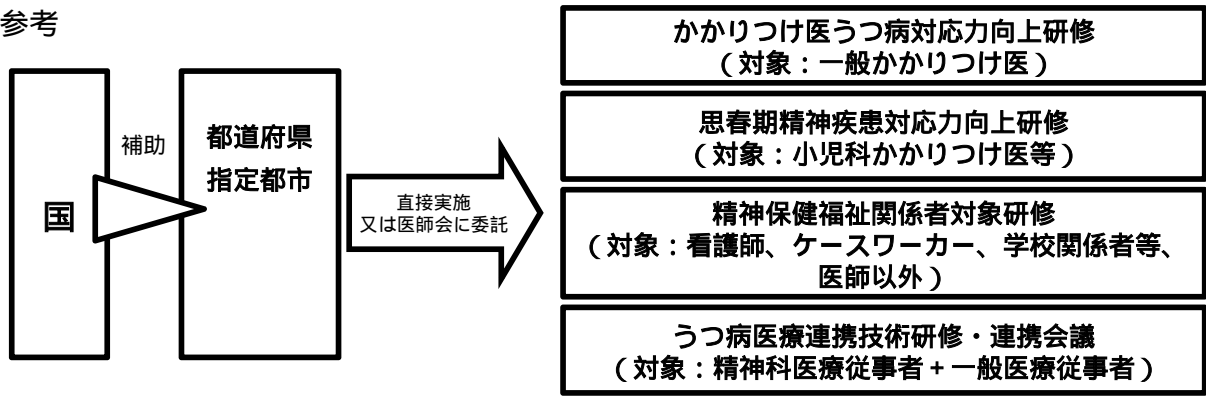 参考
国
補助
都道府県
指定都市
直接実施
又は医師会に委託
かかりつけ医うつ病対応力向上研修
（対象：一般かかりつけ医）
思春期精神疾患対応力向上研修
（対象：小児科かかりつけ医等）
精神保健福祉関係者対象研修
（対象：看護師、ケースワーカー、学校関係者等、
医師以外）
うつ病医療連携技術研修・連携会議
（対象：精神科医療従事者＋一般医療従事者）